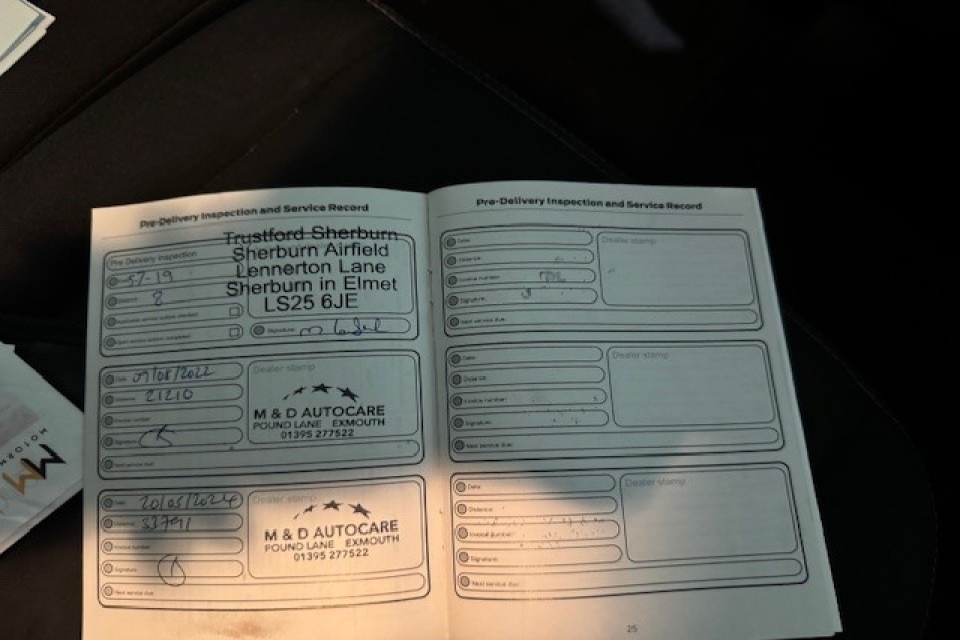 Pre-Delivery Inspection and Service Record
Pre Delivery Inspection
5-7-19
Distance 8
Signature:
Trustford Sherburn
Sherburn Airfield
Lennerton Lane
Sherburn in Elmet
LS25 6JE
Date 09/08/2022
Distance 21210
Invoice number
Signature
Next service due
Dealer stamp
M & D AUTOCARE
POUND LANE EXMOUTH
01395 277522
Date 20/05/2024
Distance 33791
Invoice number
Signature
Next service due
Dealer stamp
M & D AUTOCARE
POUND LANE EXMOUTH
01395 277522
Pre-Delivery Inspection and Service Record
Date
Distance
Invoice number
Signature
Next service due
Dealer stamp
Date
Distance
Invoice number
Signature
Next service due
Dealer stamp
Date
Distance
Invoice number
Signature
Next service due
Dealer stamp
25